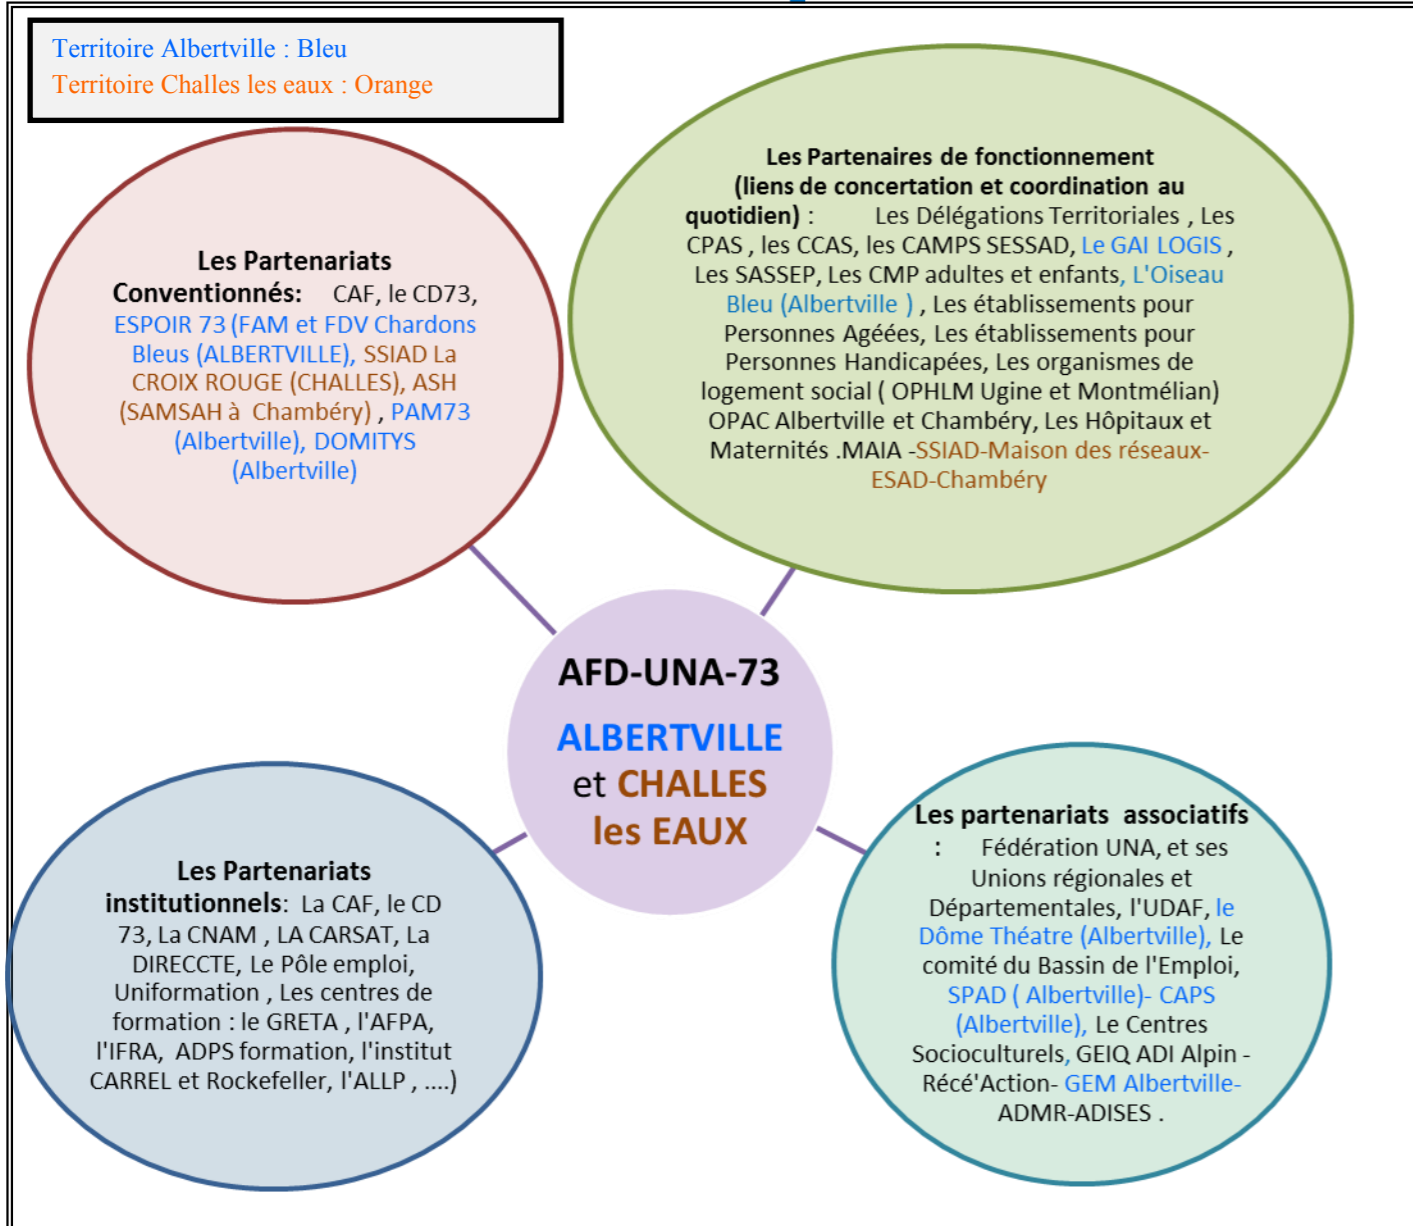 Territoire Albertville : Bleu
Territoire Challes les eaux : Orange
Les Partenariats
Conventionnés: CAF, le CD73,
ESPOIR 73 (FAM et FDV Chardons
Bleus (ALBERTVILLE), SSIAD La
CROIX ROUGE (CHALLES), ASH
(SAMSAH à Chambéry) , PAM73
(Albertville), DOMITYS
(Albertville)
Les Partenaires de fonctionnement
(liens de concertation et coordination au
quotidien) : Les Délégations Territoriales , Les
CPAS , les CCAS, les CAMPS SESSAD, Le GAI LOGIS ,
Les SASSEP, Les CMP adultes et enfants, L'Oiseau
Bleu (Albertville ) , Les établissements pour
Personnes Agéées, Les établissements pour
Personnes Handicapées, Les organismes de
logement social ( OPHLM Ugine et Montmélian)
OPAC Albertville et Chambéry, Les Hôpitaux et
Maternités .MAIA -SSIAD-Maison des réseaux-
ESAD-Chambéry
AFD-UNA-73
ALBERTVILLE
et CHALLES
les EAUX
Les Partenariats
institutionnels: La CAF, le CD
73, La CNAM , LA CARSAT, La
DIRECCTE, Le Pôle emploi,
Uniformation , Les centres de
formation : le GRETA , l'AFPA,
l'IFRA, ADPS formation, l'institut
CARREL et Rockefeller, l'ALLP , ....)
Les partenariats associatifs
: Fédération UNA, et ses
Unions régionales et
Départementales, l'UDAF, le
Dôme Théatre (Albertville), Le
comité du Bassin de l'Emploi,
SPAD ( Albertville)- CAPS
(Albertville), Le Centres
Socioculturels, GEIQ ADI Alpin -
Récé'Action- GEM Albertville-
ADMR-ADISES .